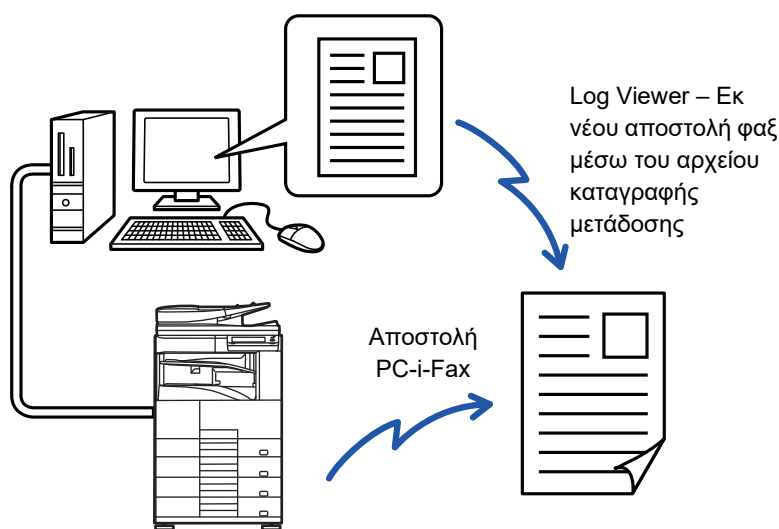 Log Viewer – Εκ
νέου αποστολή φαξ
μέσω του αρχείου
καταγραφής
μετάδοσης
Αποστολή
PC-i-Fax